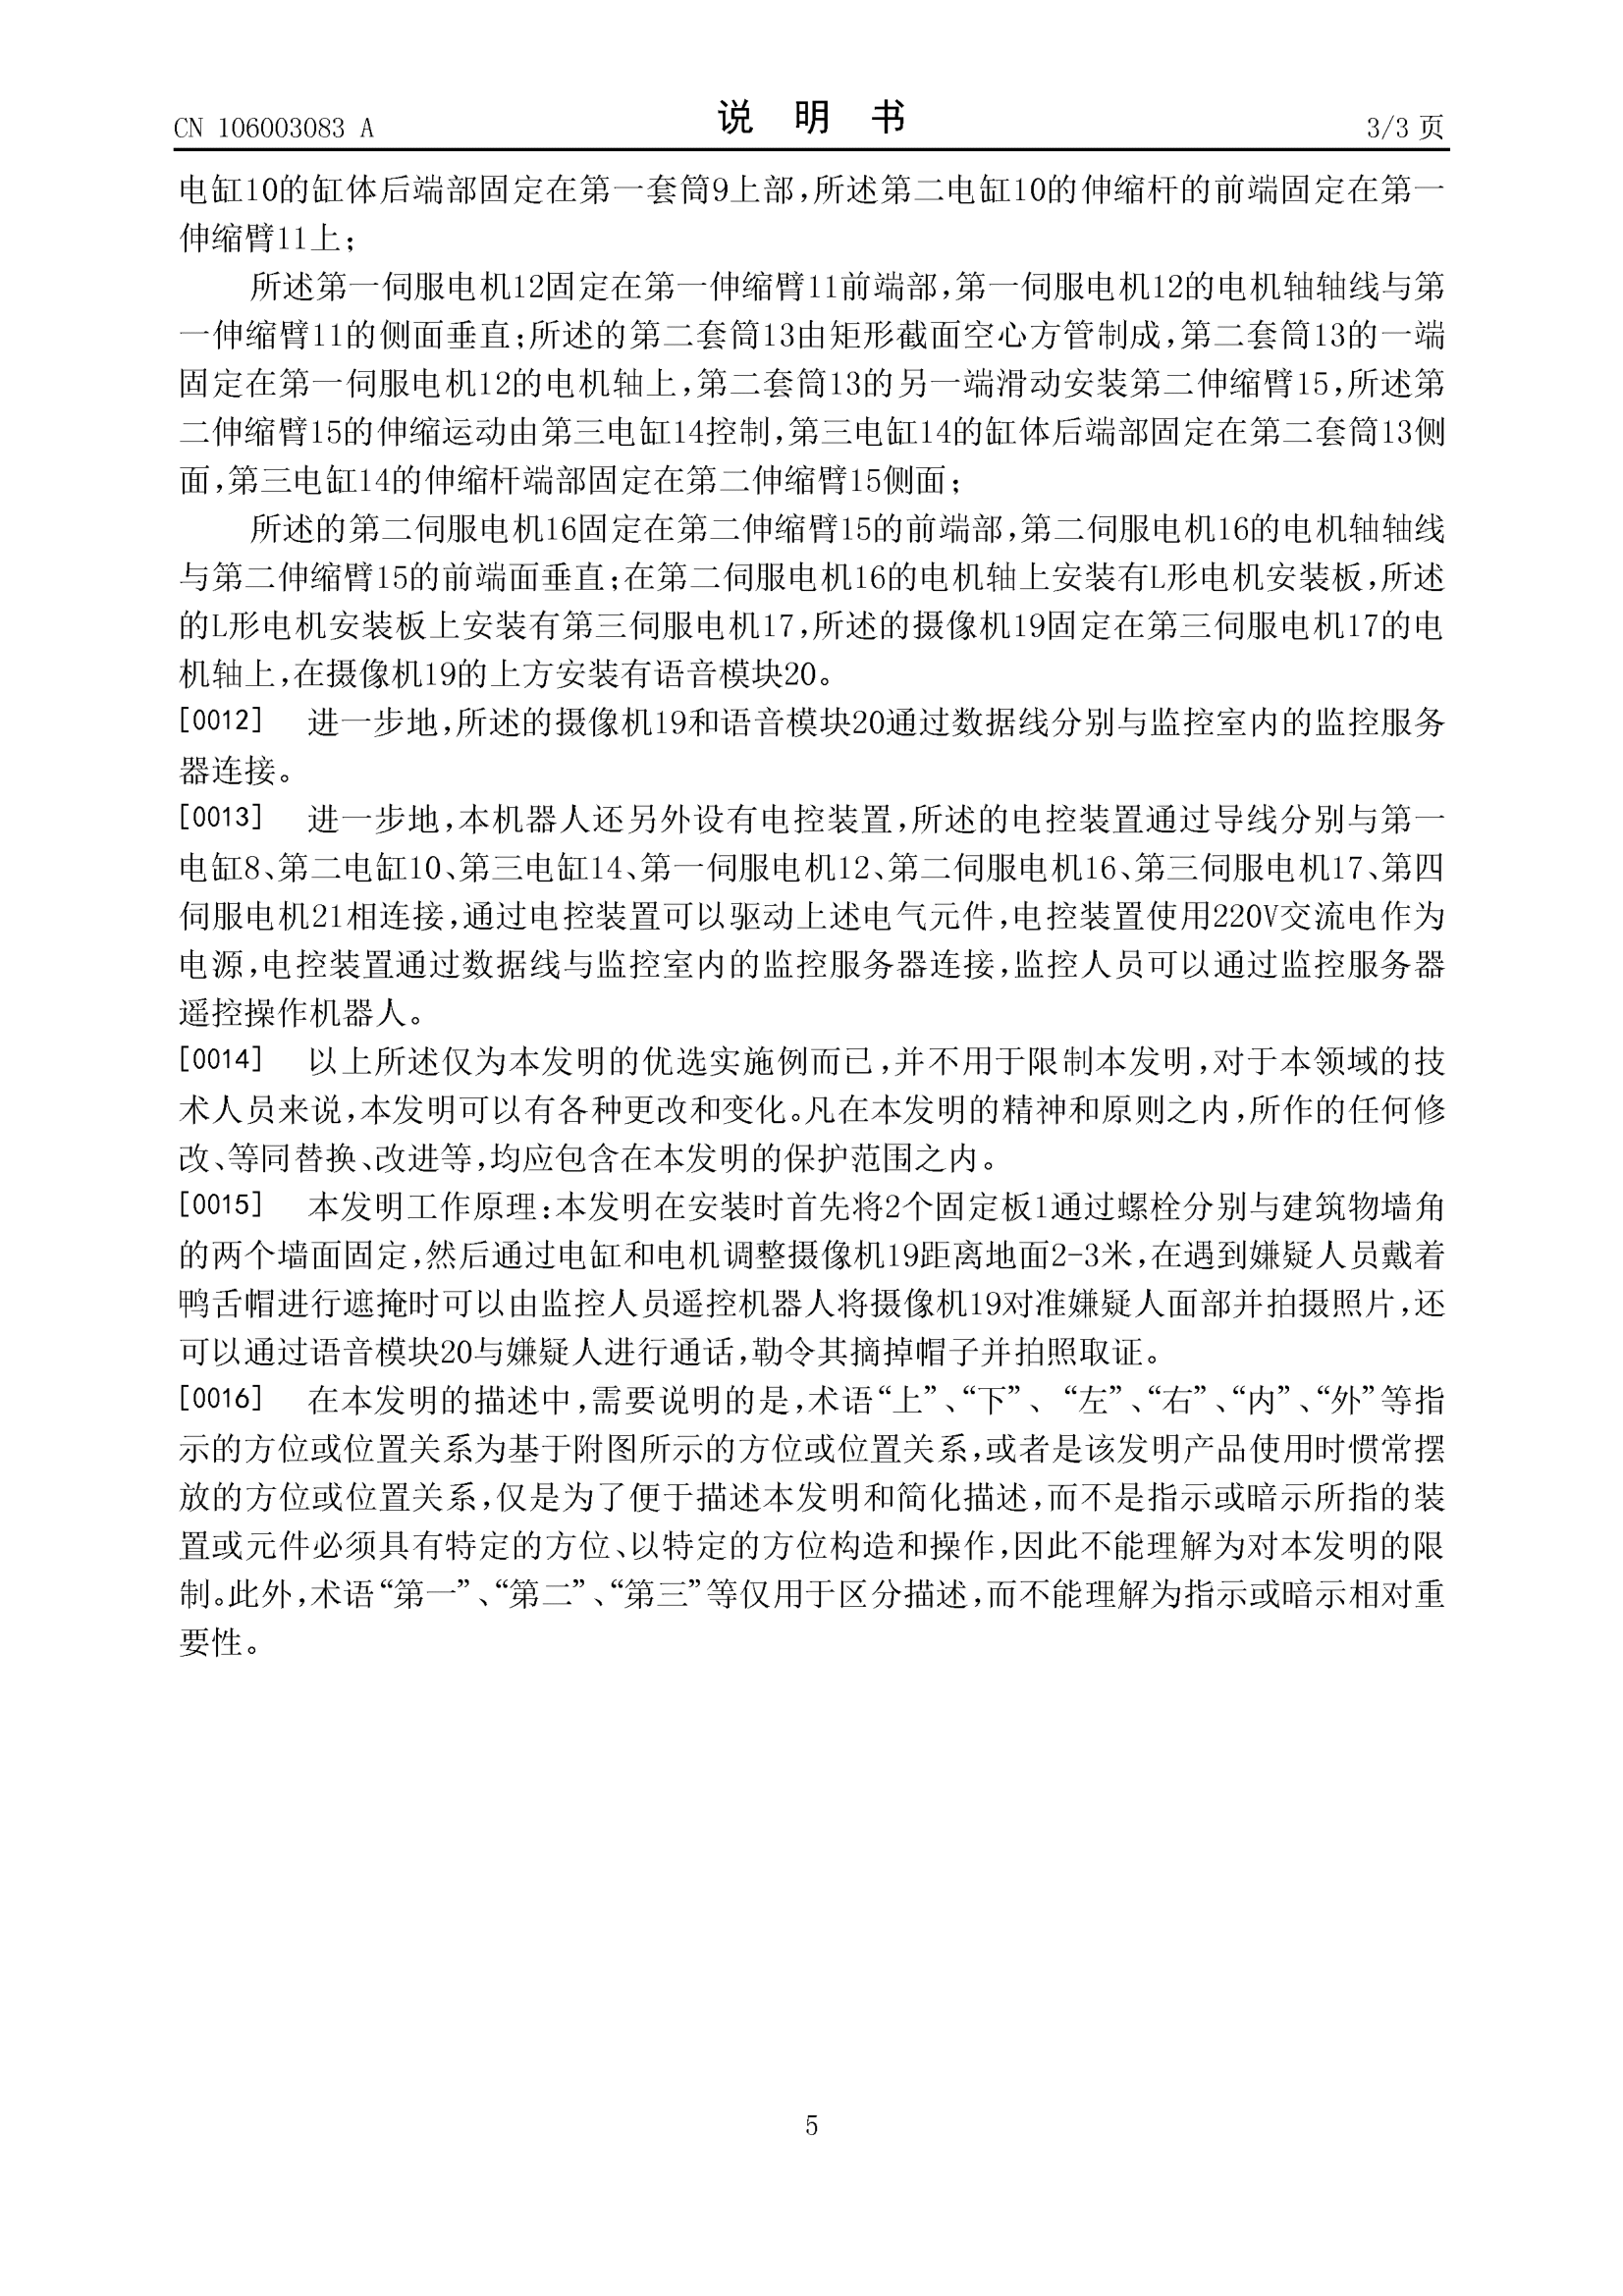 CN 106003083 A
说 明 书
3/3 页
电缸10的缸体后端部固定在第一套筒9上部,所述第二电缸10的伸缩杆的前端固定在第一
伸缩臂11上;
所述第一伺服电机12固定在第一伸缩臂11前端部,第一伺服电机12的电机轴轴线与第
一伸缩臂11的侧面垂直;所述的第二套筒13由矩形截面空心方管制成,第二套筒13的一端
固定在第一伺服电机12的电机轴上,第二套筒13的另一端滑动安装第二伸缩臂15,所述第
二伸缩臂15的伸缩运动由第三电缸14控制,第三电缸14的缸体后端部固定在第二套筒13侧
面,第三电缸14的伸缩杆端部固定在第二伸缩臂15侧面;
所述的第二伺服电机16固定在第二伸缩臂15的前端部,第二伺服电机16的电机轴轴线
与第二伸缩臂15的前端面垂直;在第二伺服电机16的电机轴上安装有L形电机安装板,所述
的L形电机安装板上安装有第三伺服电机17,所述的摄像机19固定在第三伺服电机17的电
机轴上,在摄像机19的上方安装有语音模块20。
[0012] 进一步地,所述的摄像机19和语音模块20通过数据线分别与监控室内的监控服务
器连接。
[0013] 进一步地,本机器人还另外设有电控装置,所述的电控装置通过导线分别与第一
电缸8、第二电缸10、第三电缸14、第一伺服电机12、第二伺服电机16、第三伺服电机17、第四
伺服电机21相连接,通过电控装置可以驱动上述电气元件,电控装置使用220V交流电作为
电源,电控装置通过数据线与监控室内的监控服务器连接,监控人员可以通过监控服务器
遥控操作机器人。
[0014] 以上所述仅为本发明的优选实施例而已,并不用于限制本发明,对于本领域的技
术人员来说,本发明可以有各种更改和变化。凡在本发明的精神和原则之内,所作的任何修
改、等同替换、改进等,均应包含在本发明的保护范围之内。
[0015] 本发明工作原理:本发明在安装时首先将2个固定板1通过螺栓分别与建筑物墙角
的两个墙面固定,然后通过电缸和电机调整摄像机19距离地面2-3米,在遇到嫌疑人员戴着
鸭舌帽进行遮掩时可以由监控人员遥控机器人将摄像机19对准嫌疑人面部并拍摄照片,还
可以通过语音模块20与嫌疑人进行通话,勒令其摘掉帽子并拍照取证。
[0016] 在本发明的描述中,需要说明的是,术语“上”、“下”、“左”、“右”、“内”、“外”等指
示的方位或位置关系为基于附图所示的方位或位置关系,或者是该发明产品使用时惯常摆
放的方位或位置关系,仅是为了便于描述本发明和简化描述,而不是指示或暗示所指的装
置或元件必须具有特定的方位、以特定的方位构造和操作,因此不能理解为对本发明的限
制。此外,术语“第一”、“第二”、“第三”等仅用于区分描述,而不能理解为指示或暗示相对重
要性。
5